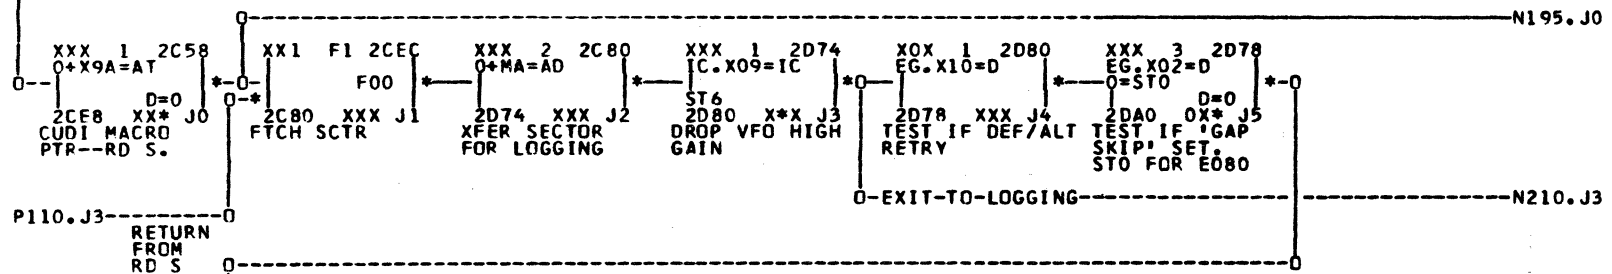 N195.J0
XXX 1 2C58 XX1 F1 2CEC XXX 2 2C80 XXX 1 2D74 X0X 1 2D80 XXX 3 2D78
0+X9A=AT 0+MA=AD IC.X09=IC EG.X10=D EG.X02=D
F00 0=ST0
D=0 ST6 D=0
2CE8 XX* J0 2C80 XXX J1 2D74 XXX J2 2D80 X*X J3 2D78 XXX J4 2DA0 0X* J5
CUDI MACRO FTCH SCTR XFER SECTOR DROP VFO HIGH TEST IF DEF/ALT TEST IF 'GAP
PTR--RD S. FOR LOGGING GAIN RETRY SKIP' SET.
ST0 FOR E080
EXIT-TO-LOGGING N210.J3
P110.J3
RETURN
FROM
RD S